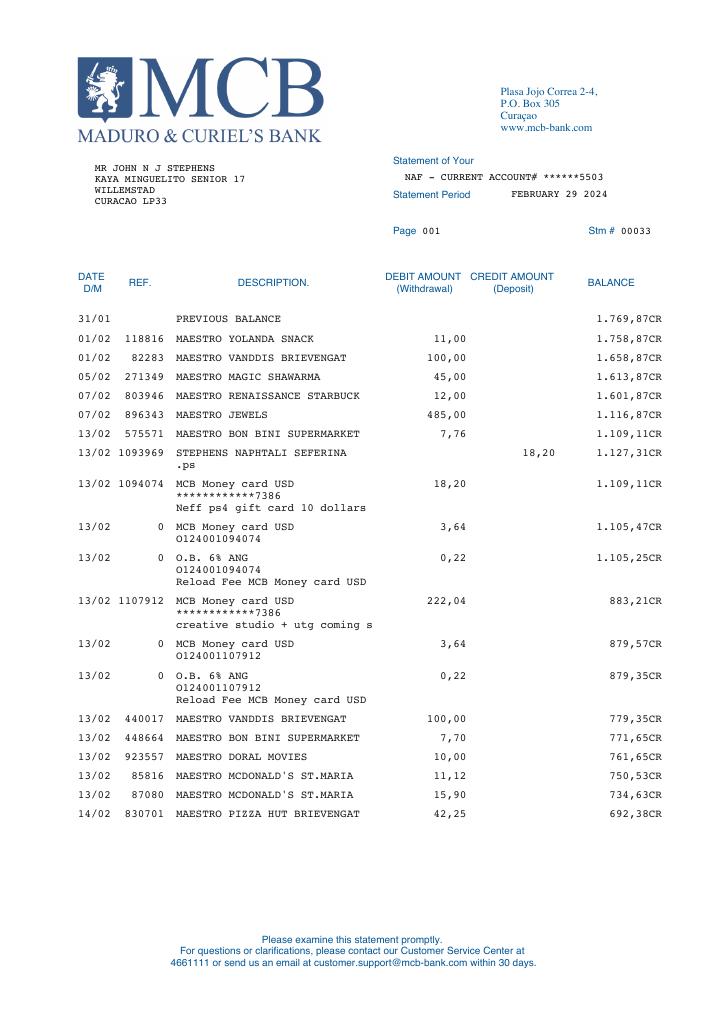 MCB
MADURO & CURIEL'S BANK
Plasa Jojo Correa 2-4,
P.O. Box 305
Curaçao
www.mcb-bank.com
MR JOHN N J STEPHENS
KAYA MINGUELITO SENIOR 17
WILLEMSTAD
CURACAO LP33
Statement of Your
NAF - CURRENT ACCOUNT# ******5503
Statement Period FEBRUARY 29 2024
Page 001 Stm # 00033
DATE D/M REF. DESCRIPTION. DEBIT AMOUNT (Withdrawal) CREDIT AMOUNT (Deposit) BALANCE
31/01 PREVIOUS BALANCE 1.769,87CR
01/02 118816 MAESTRO YOLANDA SNACK 11,00 1.758,87CR
01/02 82283 MAESTRO VANDDIS BRIEVENGAT 100,00 1.658,87CR
05/02 271349 MAESTRO MAGIC SHAWARMA 45,00 1.613,87CR
07/02 803946 MAESTRO RENAISSANCE STARBUCK 12,00 1.601,87CR
07/02 896343 MAESTRO JEWELS 485,00 1.116,87CR
13/02 575571 MAESTRO BON BINI SUPERMARKET 7,76 1.109,11CR
13/02 1093969 STEPHENS NAPHTALI SEFERINA 18,20 1.127,31CR
.ps
13/02 1094074 MCB Money card USD 18,20 1.109,11CR
************7386
Neff ps4 gift card 10 dollars
13/02 0 MCB Money card USD 3,64 1.105,47CR
O124001094074
13/02 0 O.B. 6% ANG 0,22 1.105,25CR
O124001094074
Reload Fee MCB Money card USD
13/02 1107912 MCB Money card USD 222,04 883,21CR
************7386
creative studio + utg coming s
13/02 0 MCB Money card USD 3,64 879,57CR
O124001107912
13/02 0 O.B. 6% ANG 0,22 879,35CR
O124001107912
Reload Fee MCB Money card USD
13/02 440017 MAESTRO VANDDIS BRIEVENGAT 100,00 779,35CR
13/02 448664 MAESTRO BON BINI SUPERMARKET 7,70 771,65CR
13/02 923557 MAESTRO DORAL MOVIES 10,00 761,65CR
13/02 85816 MAESTRO MCDONALD'S ST.MARIA 11,12 750,53CR
13/02 87080 MAESTRO MCDONALD'S ST.MARIA 15,90 734,63CR
14/02 830701 MAESTRO PIZZA HUT BRIEVENGAT 42,25 692,38CR
Please examine this statement promptly.
For questions or clarifications, please contact our Customer Service Center at
4661111 or send us an email at customer.support@mcb-bank.com within 30 days.